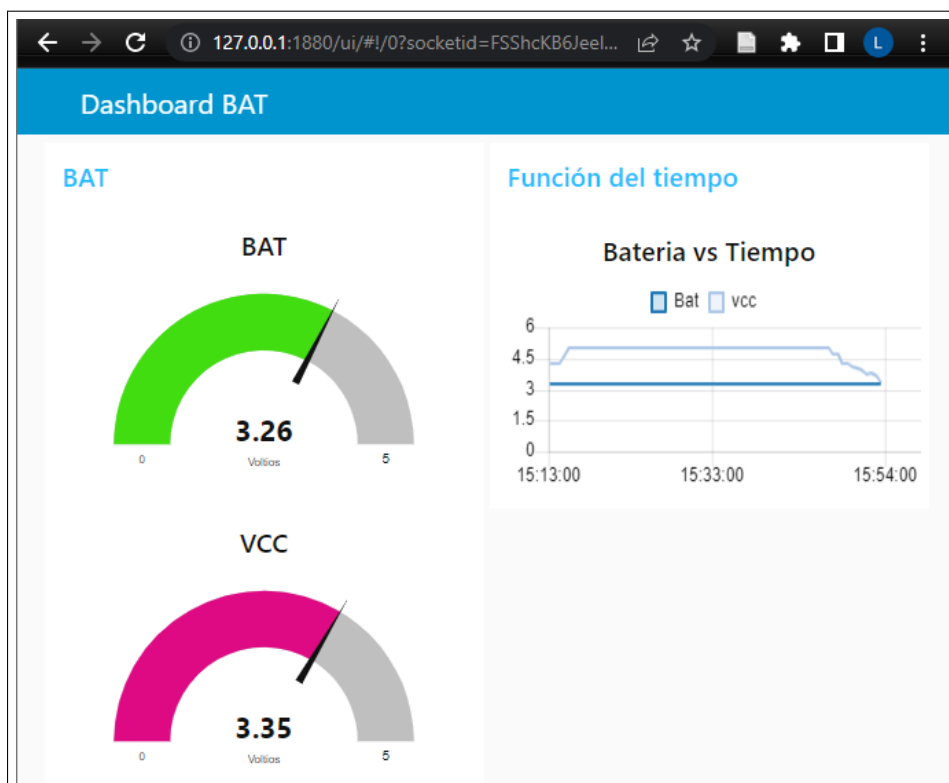 127.0.0.1:1880/ui/#!/0?socketid=FSShcKB6Jeel...
L
Dashboard BAT
BAT
BAT
3.26
Voltios
0
5
VCC
3.35
Voltios
0
5
Función del tiempo
Bateria vs Tiempo
Bat vcc
6
4.5
3
1.5
0
15:13:00 15:33:00 15:54:00